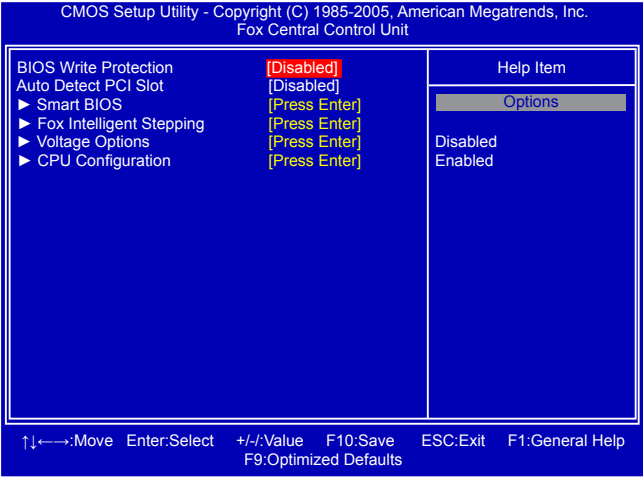 CMOS Setup Utility - Copyright (C) 1985-2005, American Megatrends, Inc.
Fox Central Control Unit
BIOS Write Protection [Disabled]
Auto Detect PCI Slot [Disabled]
► Smart BIOS [Press Enter]
► Fox Intelligent Stepping [Press Enter]
► Voltage Options [Press Enter]
► CPU Configuration [Press Enter]
Help Item
Options
Disabled
Enabled
↑↓←→:Move Enter:Select +/-/:Value F10:Save ESC:Exit F1:General Help
F9:Optimized Defaults